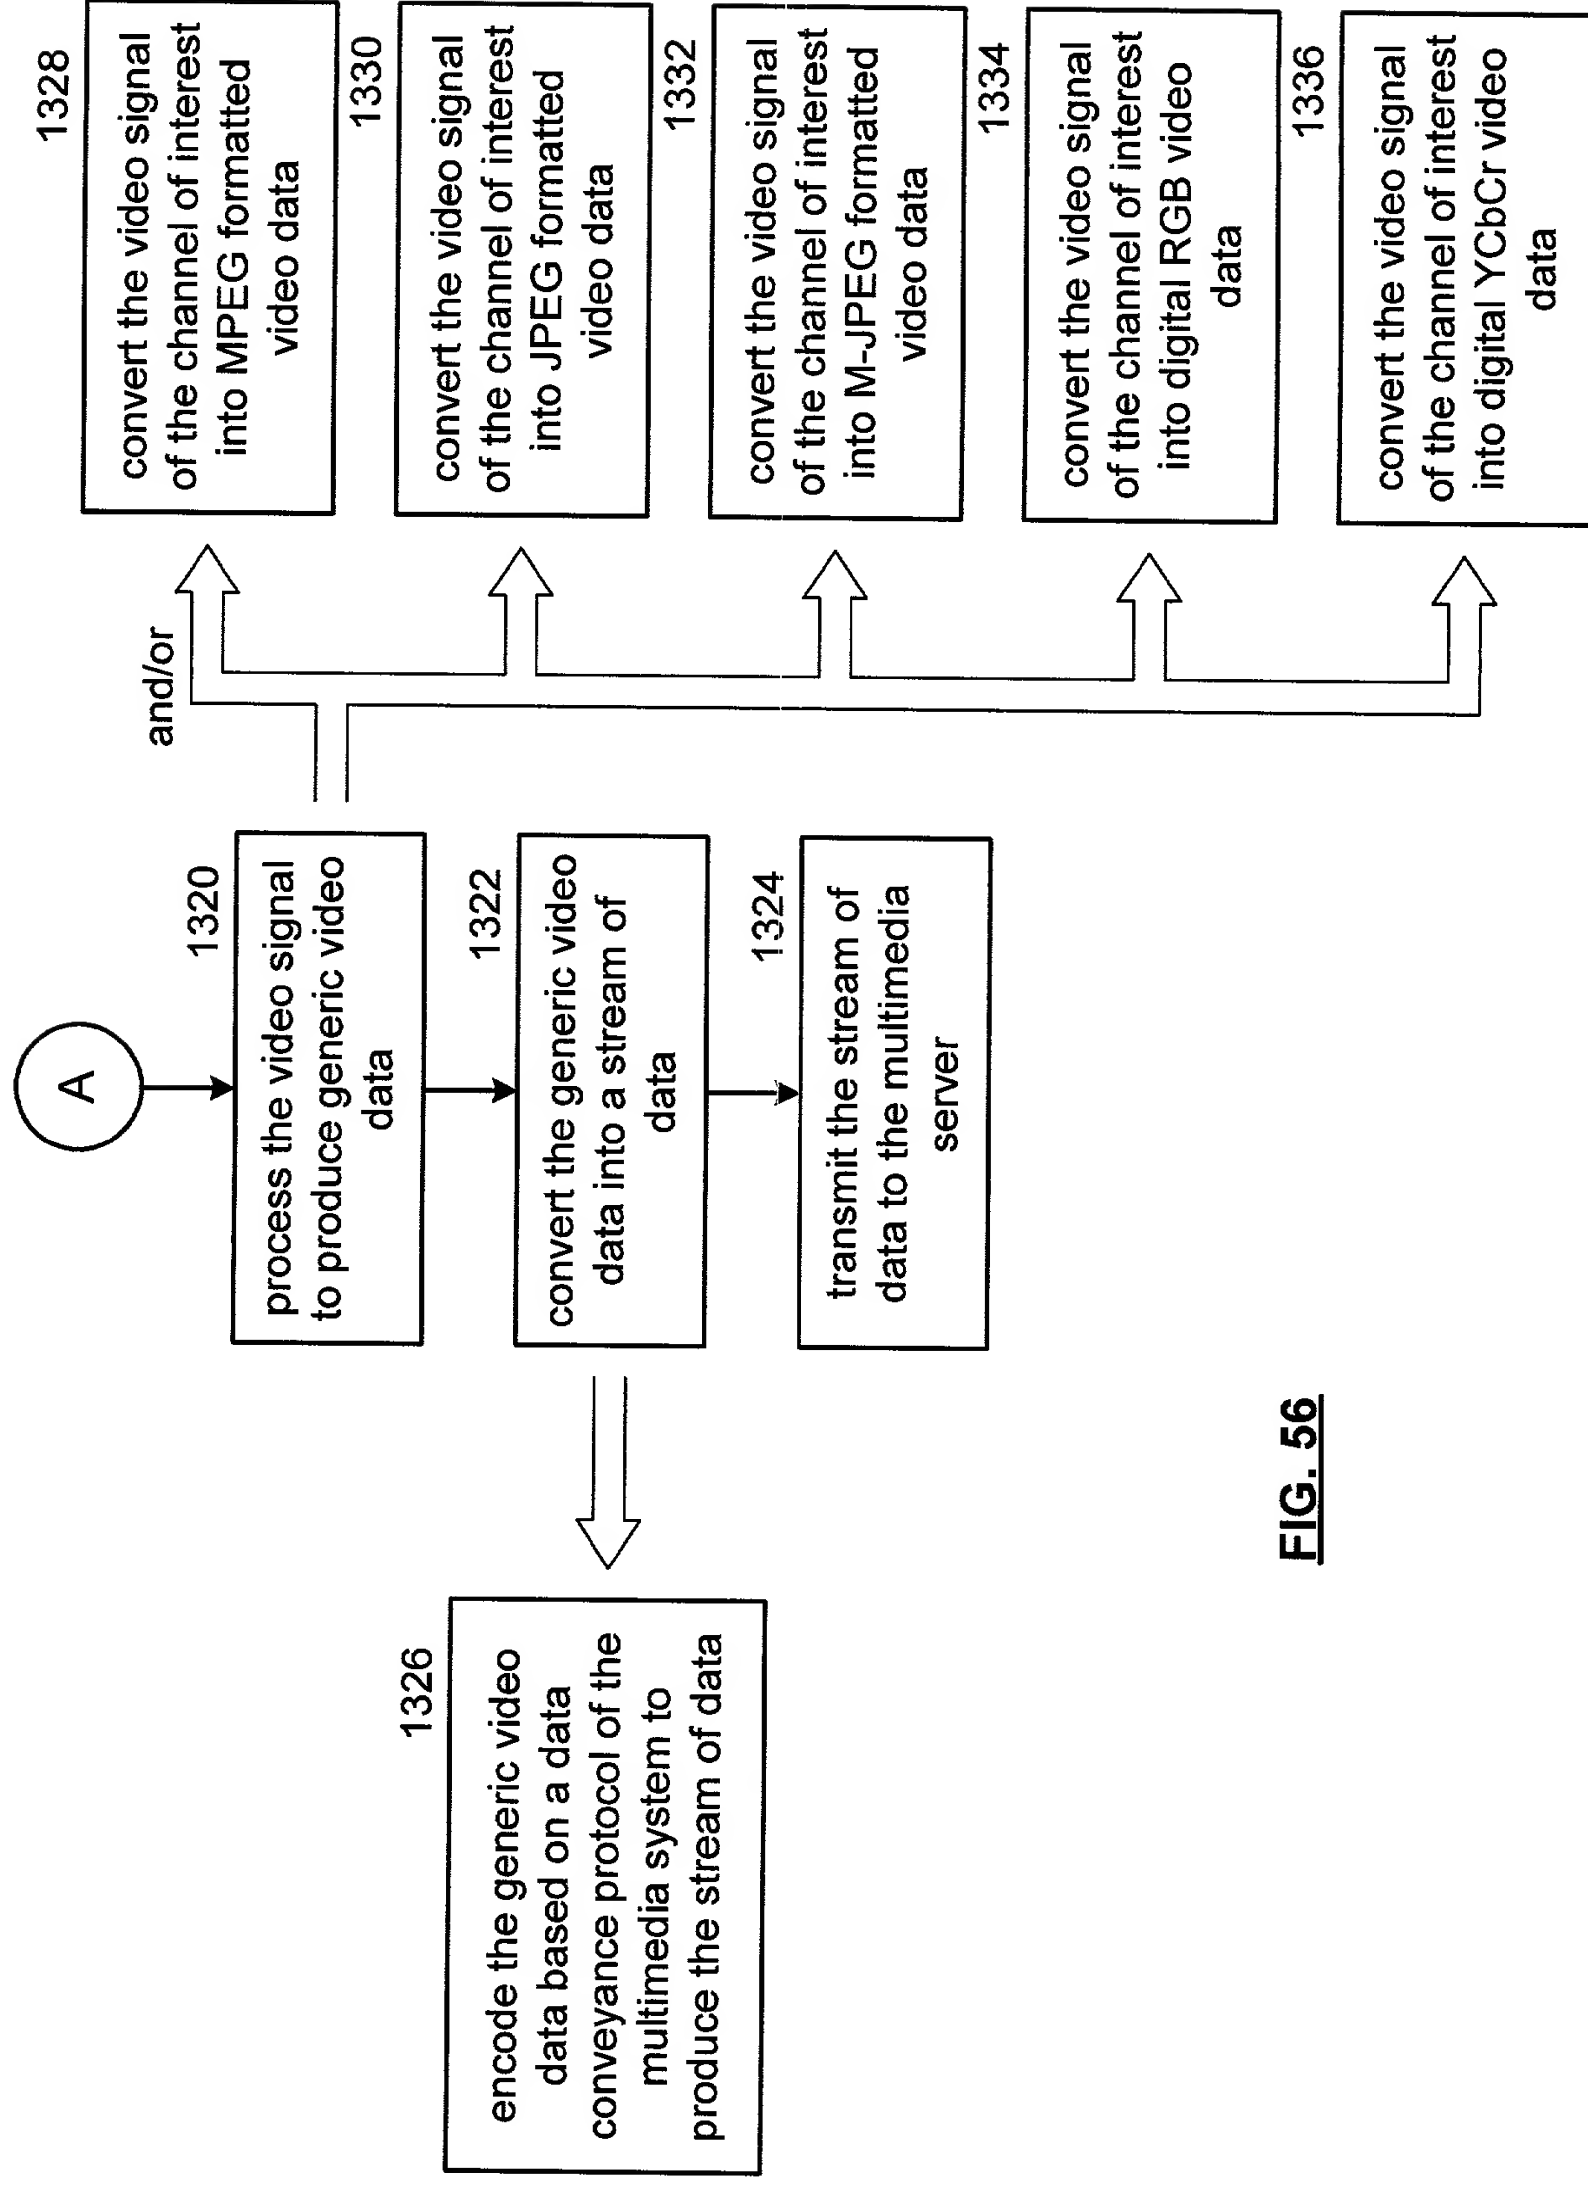 A
1320
process the video signal
to produce generic video
data
1322
convert the generic video
data into a stream of
data
1324
transmit the stream of
data to the multimedia
server
1326
encode the generic video
data based on a data
conveyance protocol of the
multimedia system to
produce the stream of data
and/or
1328
convert the video signal
of the channel of interest
into MPEG formatted
video data
1330
convert the video signal
of the channel of interest
into JPEG formatted
video data
1332
convert the video signal
of the channel of interest
into M-JPEG formatted
video data
1334
convert the video signal
of the channel of interest
into digital RGB video
data
1336
convert the video signal
of the channel of interest
into digital YCbCr video
data
FIG. 56